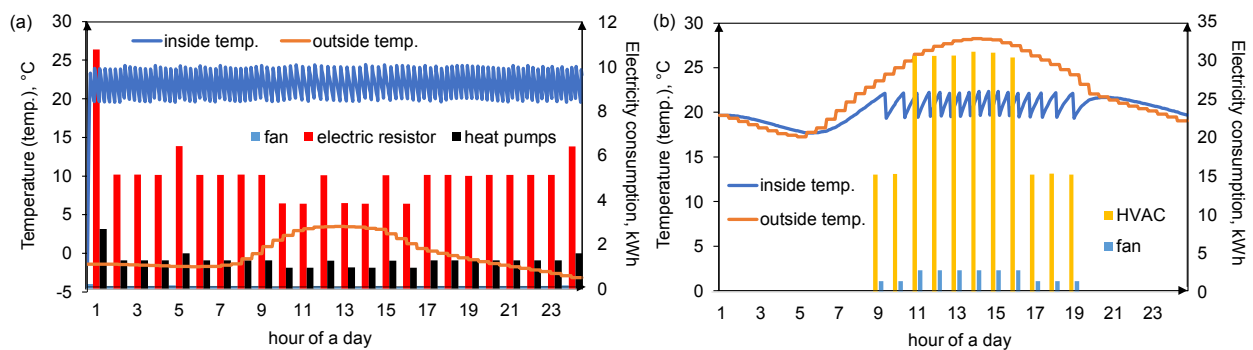 (a)
Temperature (temp.), °C
30
25
20
15
10
5
0
-5
inside temp.
outside temp.
fan
electric resistor
heat pumps
12
10
8
6
4
2
0
Electricity consumption, kWh
1 3 5 7 9 11 13 15 17 19 21 23
hour of a day
(b)
Temperature (temp.), °C
30
25
20
15
10
5
0
inside temp.
outside temp.
HVAC
fan
35
30
25
20
15
10
5
0
Electricity consumption, kWh
1 3 5 7 9 11 13 15 17 19 21 23
hour of a day